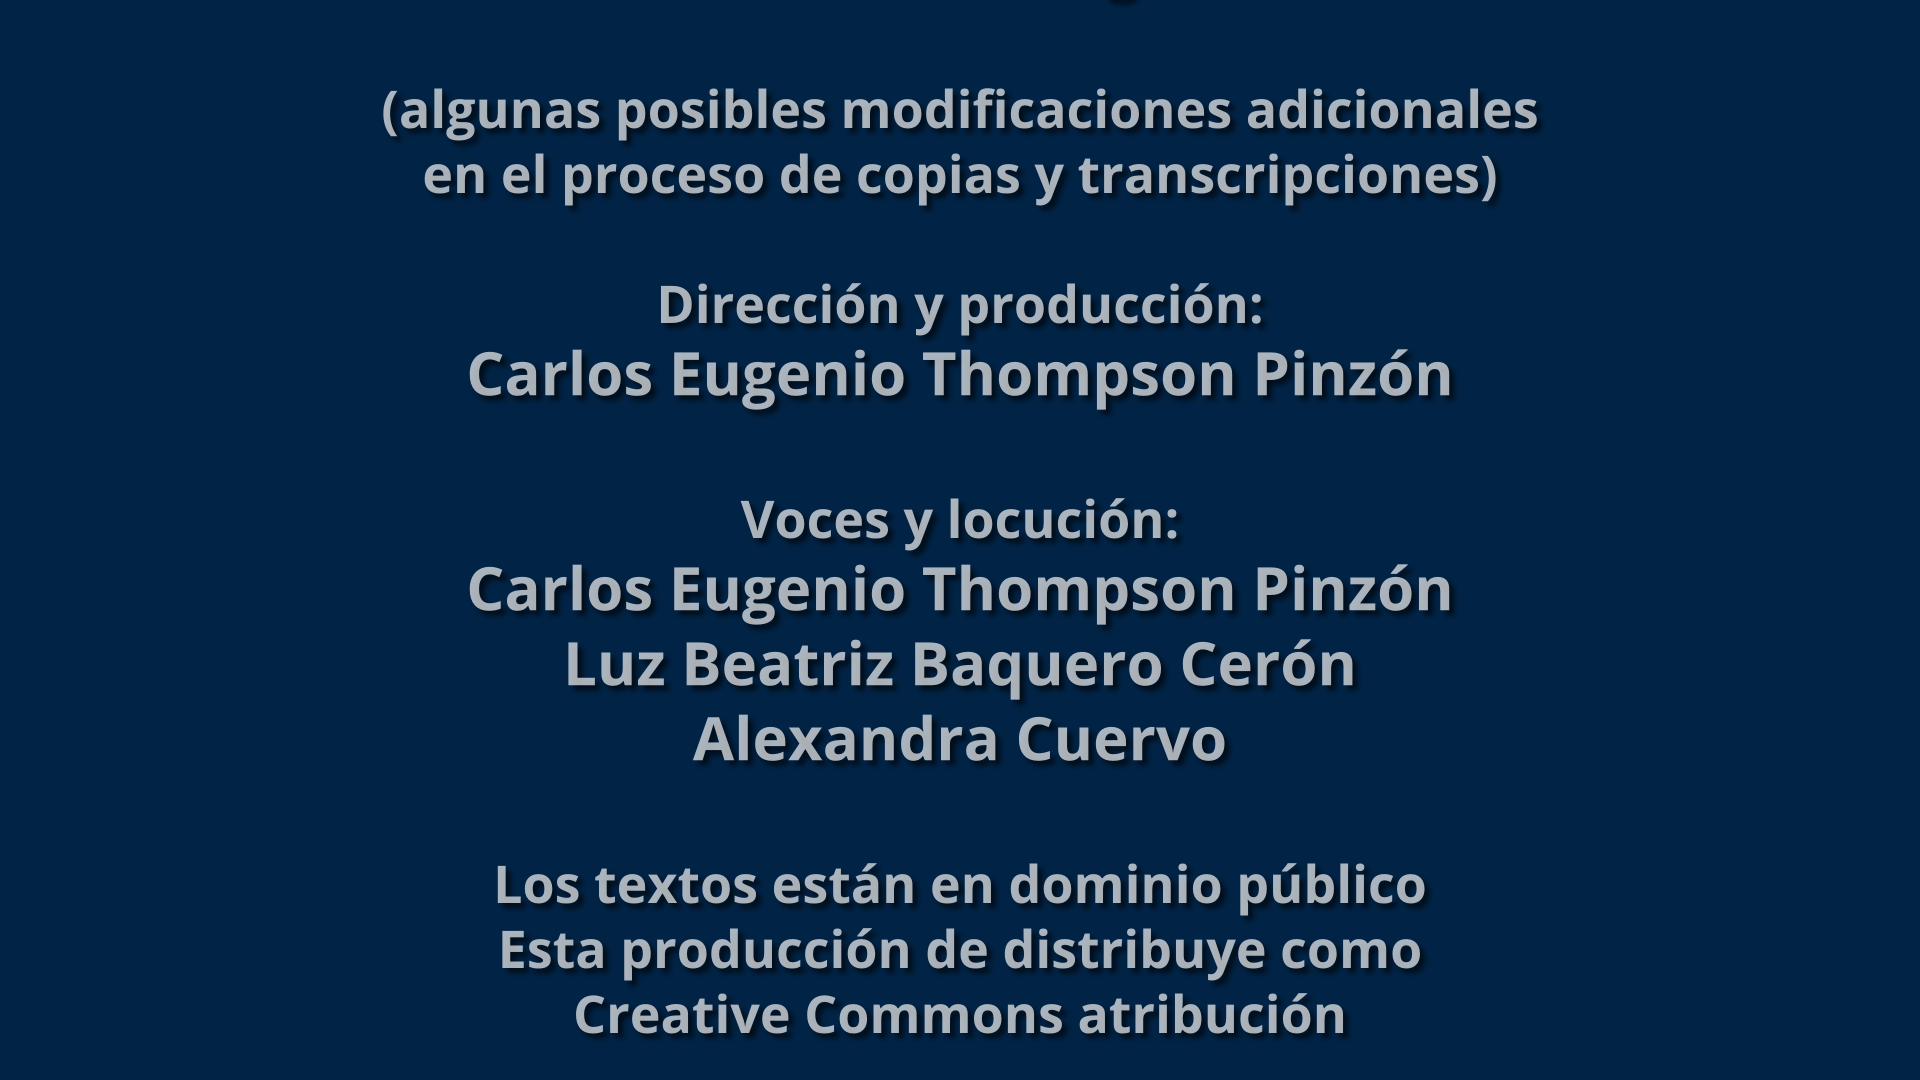 (algunas posibles modificaciones adicionales
en el proceso de copias y transcripciones)
Dirección y producción:
Carlos Eugenio Thompson Pinzón
Voces y locución:
Carlos Eugenio Thompson Pinzón
Luz Beatriz Baquero Cerón
Alexandra Cuervo
Los textos están en dominio público
Esta producción de distribuye como
Creative Commons atribución